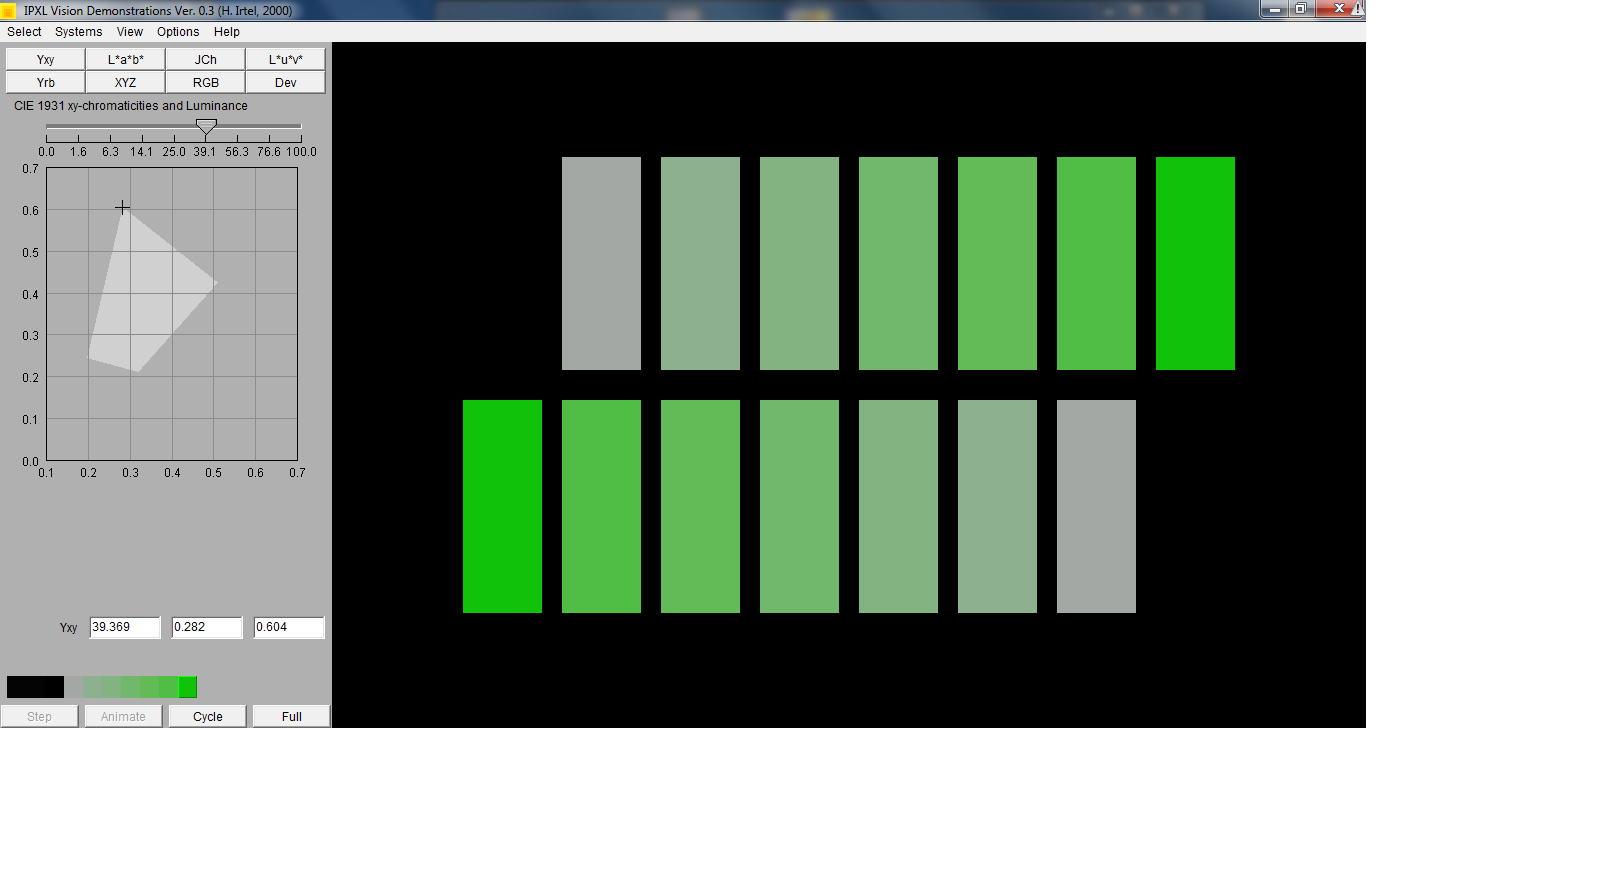 IPXL Vision Demonstrations Ver. 0.3 (H. Irtel, 2000)
Select Systems View Options Help
Yxy L*a*b* JCh L*u*v*
Yrb XYZ RGB Dev
CIE 1931 xy-chromaticities and Luminance
0.0 1.6 6.3 14.1 25.0 39.1 56.3 76.6 100.0
0.7
0.6
0.5
0.4
0.3
0.2
0.1
0.0
0.1 0.2 0.3 0.4 0.5 0.6 0.7
Yxy 39.369 0.282 0.604
Step Animate Cycle Full